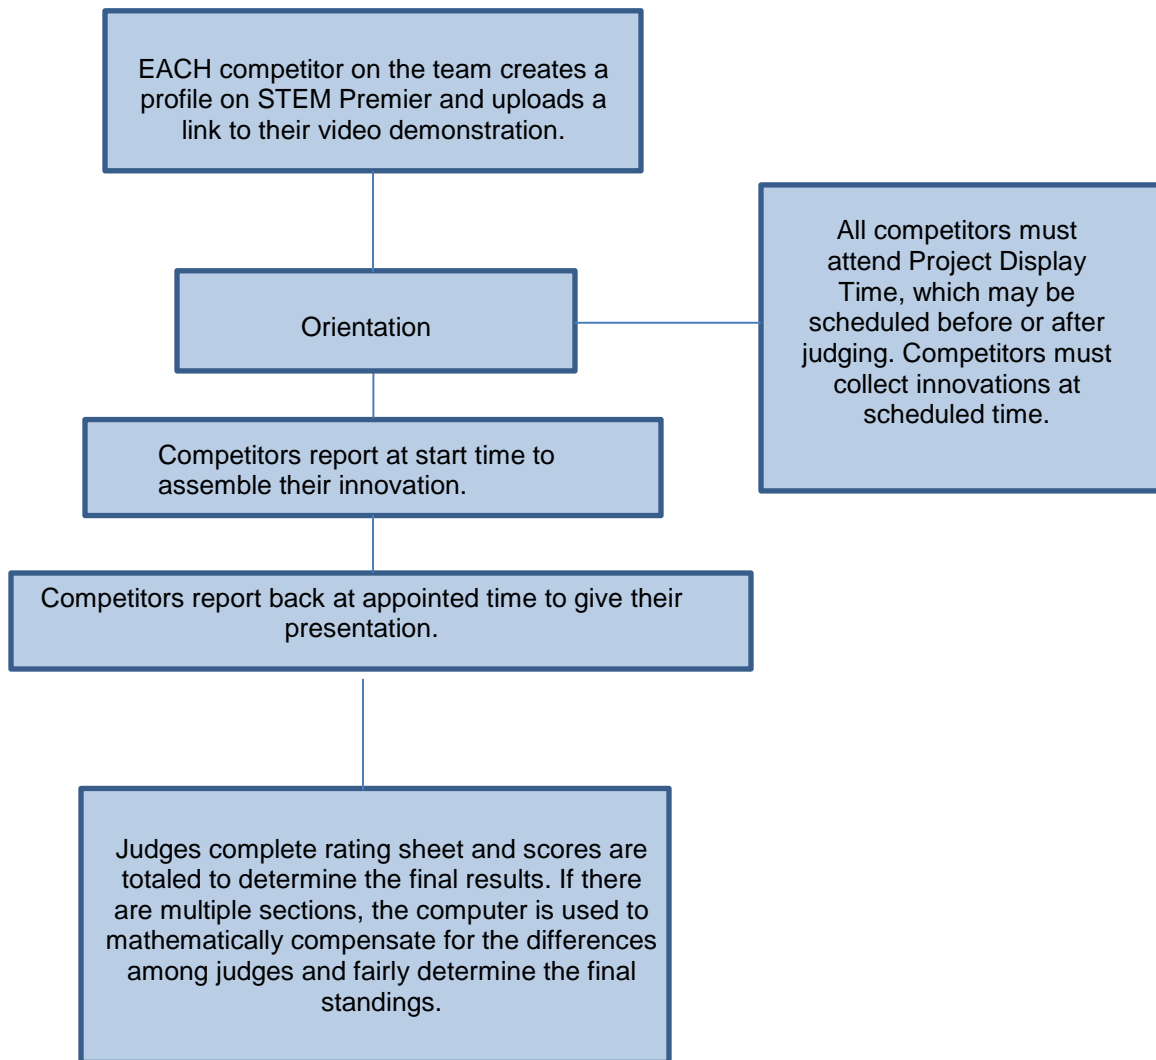 EACH competitor on the team creates a
profile on STEM Premier and uploads a
link to their video demonstration.
Orientation
All competitors must
attend Project Display
Time, which may be
scheduled before or after
judging. Competitors must
collect innovations at
scheduled time.
Competitors report at start time to
assemble their innovation.
Competitors report back at appointed time to give their
presentation.
Judges complete rating sheet and scores are
totaled to determine the final results. If there
are multiple sections, the computer is used to
mathematically compensate for the differences
among judges and fairly determine the final
standings.